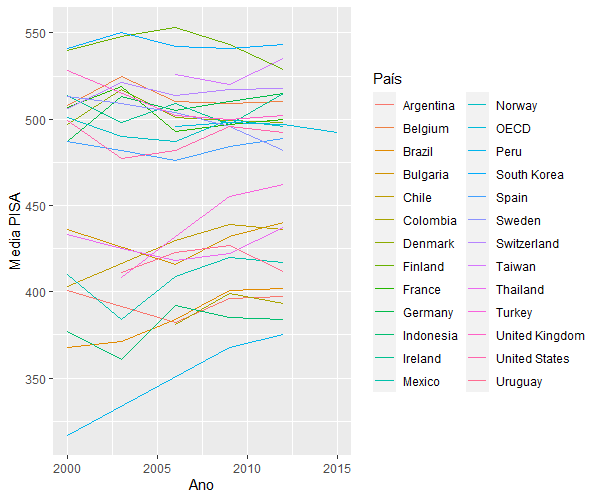 550
500
450
400
350
Media PISA
2000 2005 2010 2015
Ano
País
Argentina Norway
Belgium OECD
Brazil Peru
Bulgaria South Korea
Chile Spain
Colombia Sweden
Denmark Switzerland
Finland Taiwan
France Thailand
Germany Turkey
Indonesia United Kingdom
Ireland United States
Mexico Uruguay